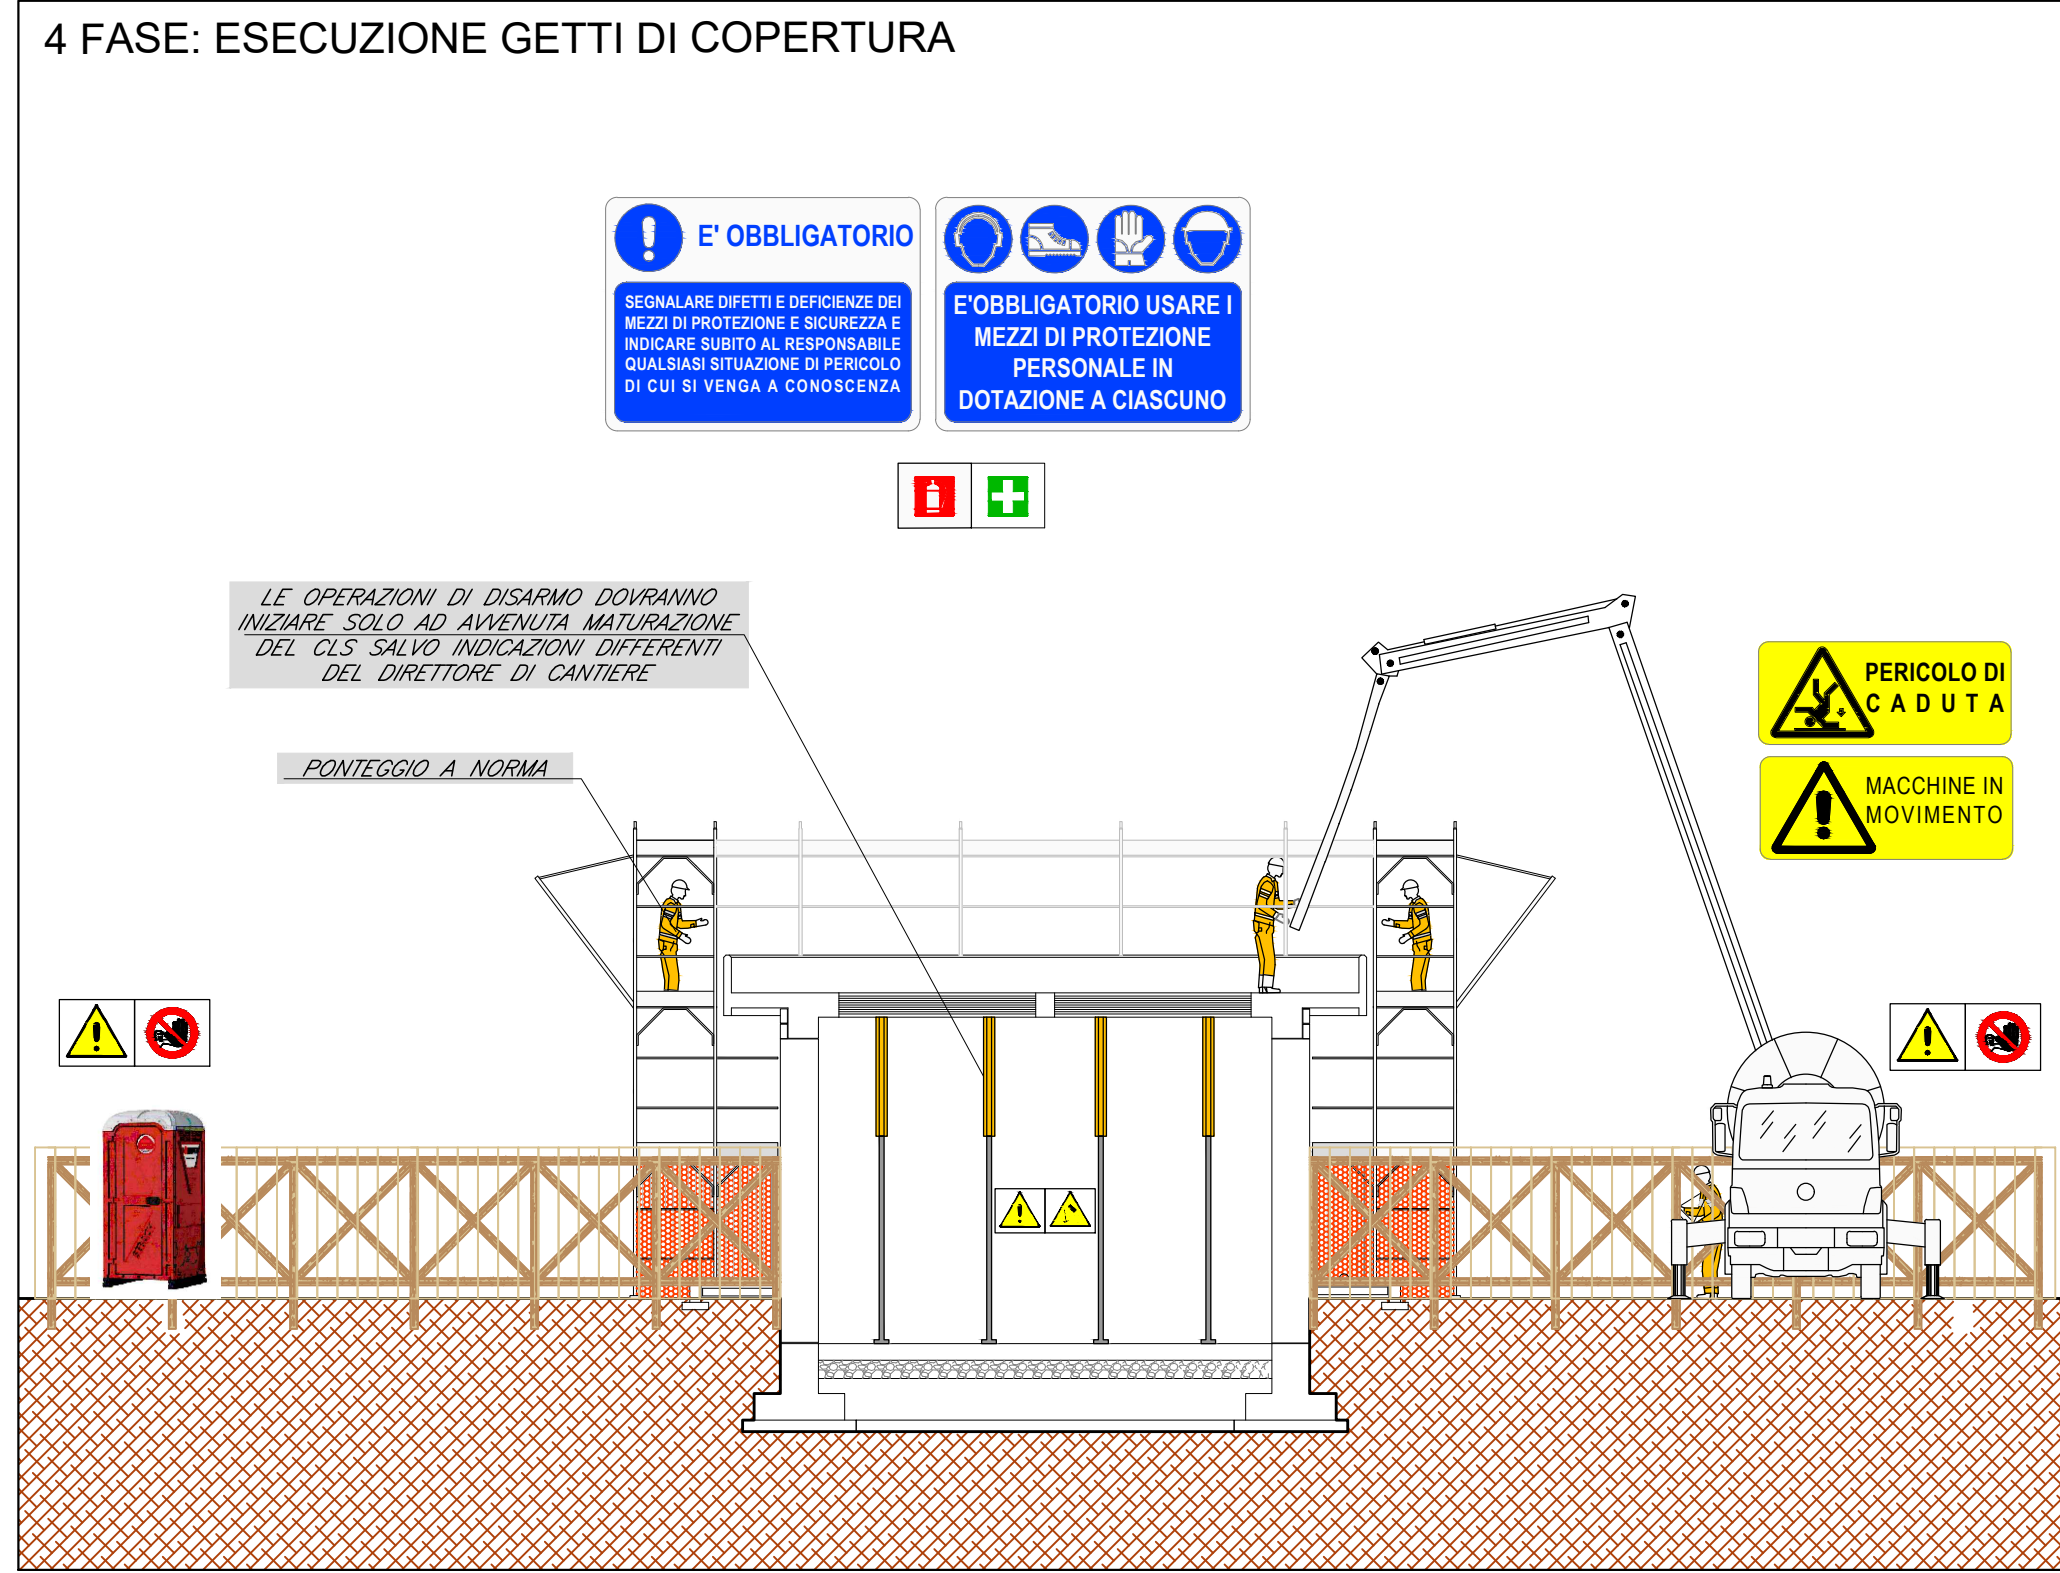 4 FASE: ESECUZIONE GETTI DI COPERTURA
E' OBBLIGATORIO
SEGNALARE DIFETTI E DEFICIENZE DEI
MEZZI DI PROTEZIONE E SICUREZZA E
INDICARE SUBITO AL RESPONSABILE
QUALSIASI SITUAZIONE DI PERICOLO
DI CUI SI VENGA A CONOSCENZA
E'OBBLIGATORIO USARE I
MEZZI DI PROTEZIONE
PERSONALE IN
DOTAZIONE A CIASCUNO
LE OPERAZIONI DI DISARMO DOVRANNO
INIZIARE SOLO AD AVVENUTA MATURAZIONE
DEL CLS SALVO INDICAZIONI DIFFERENTI
DEL DIRETTORE DI CANTIERE
PONTEGGIO A NORMA
PERICOLO DI
CADUTA
MACCHINE IN
MOVIMENTO